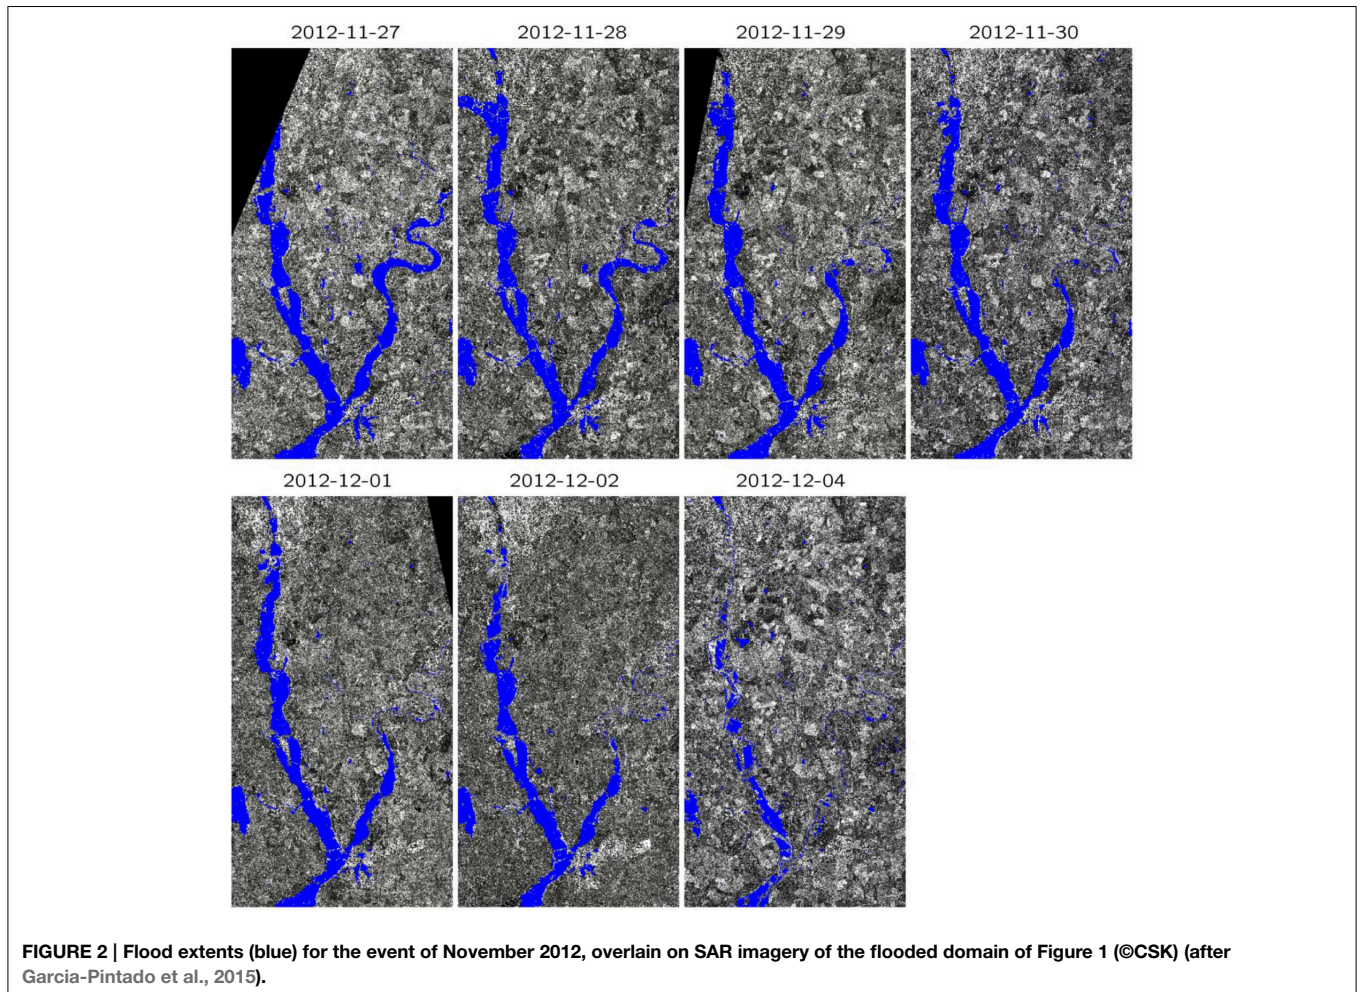 2012-11-27 2012-11-28 2012-11-29 2012-11-30
2012-12-01 2012-12-02 2012-12-04
FIGURE 2 | Flood extents (blue) for the event of November 2012, overlain on SAR imagery of the flooded domain of Figure 1 (©CSK) (after
Garcia-Pintado et al., 2015).